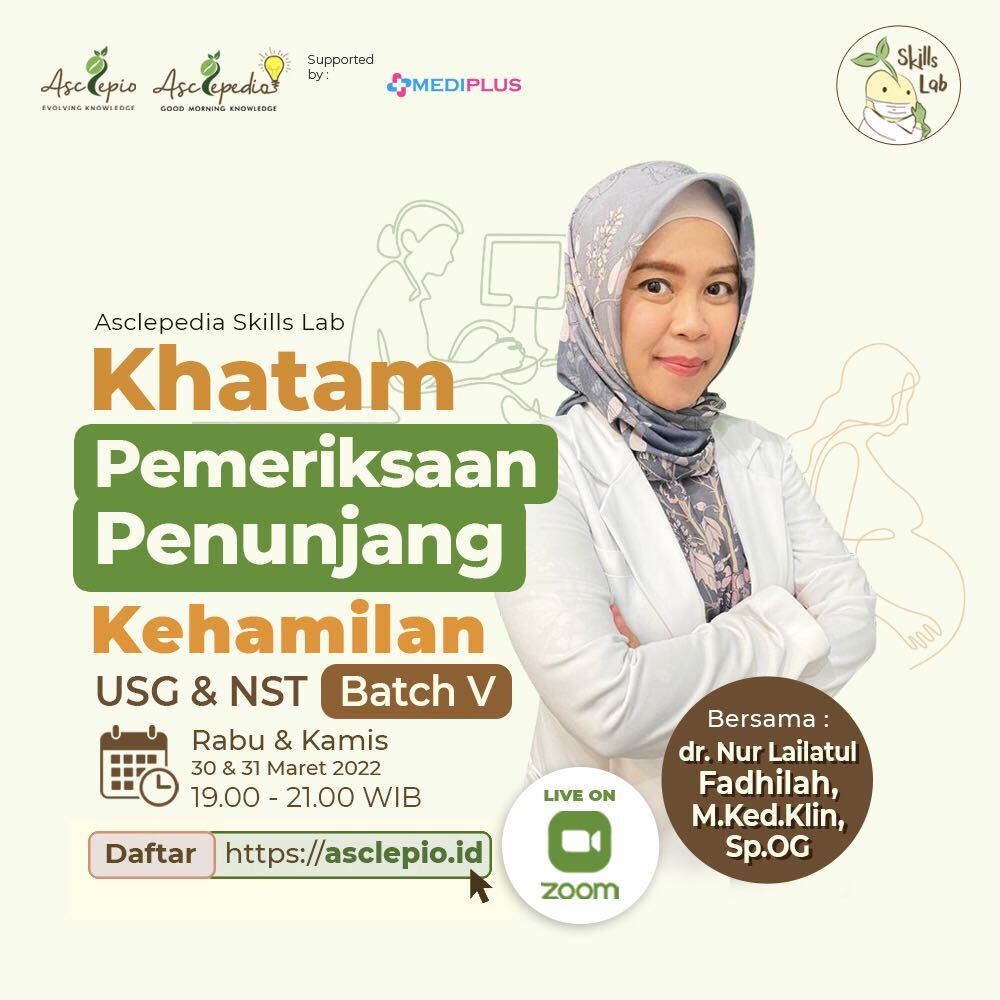 Asclepio
EVOLVING KNOWLEDGE
Asclepedia
GOOD MORNING KNOWLEDGE
Supported
by :
MEDIPLUS
Skills
Lab
Asclepedia Skills Lab
Khatam
Pemeriksaan
Penunjang
Kehamilan
USG & NST Batch V
Rabu & Kamis
30 & 31 Maret 2022
19.00 - 21.00 WIB
Daftar https://asclepio.id
LIVE ON
zoom
Bersama :
dr. Nur Lailatul
Fadhilah,
M.Ked.Klin,
Sp.OG